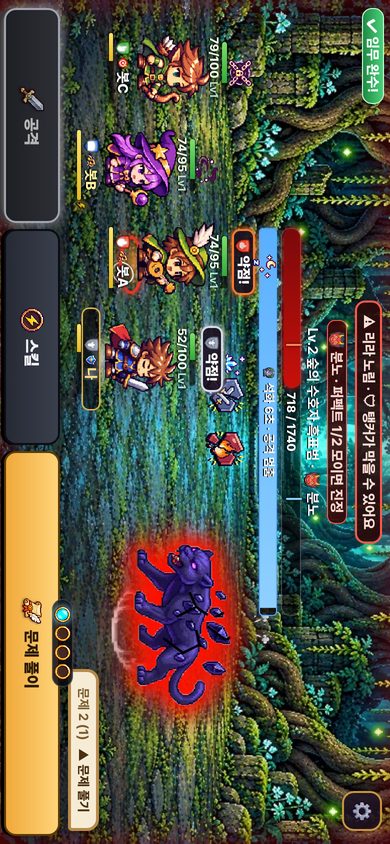 임무 완수!
⚠ 리라 노림 · ♡ 탱커가 막을 수 있어요
분노 · 퍼펙트 1/2 모이면 진정
Lv.2 숲의 수호자 흑표범 분노
718 / 1740
약점!
약점!
79/100 Lv1
봇C
74/95 Lv1
봇B
74/95 Lv1
봇A
52/100 Lv1
나
문제 2 (1) ▲ 문제 풀기
공격
스킬
문제 풀이